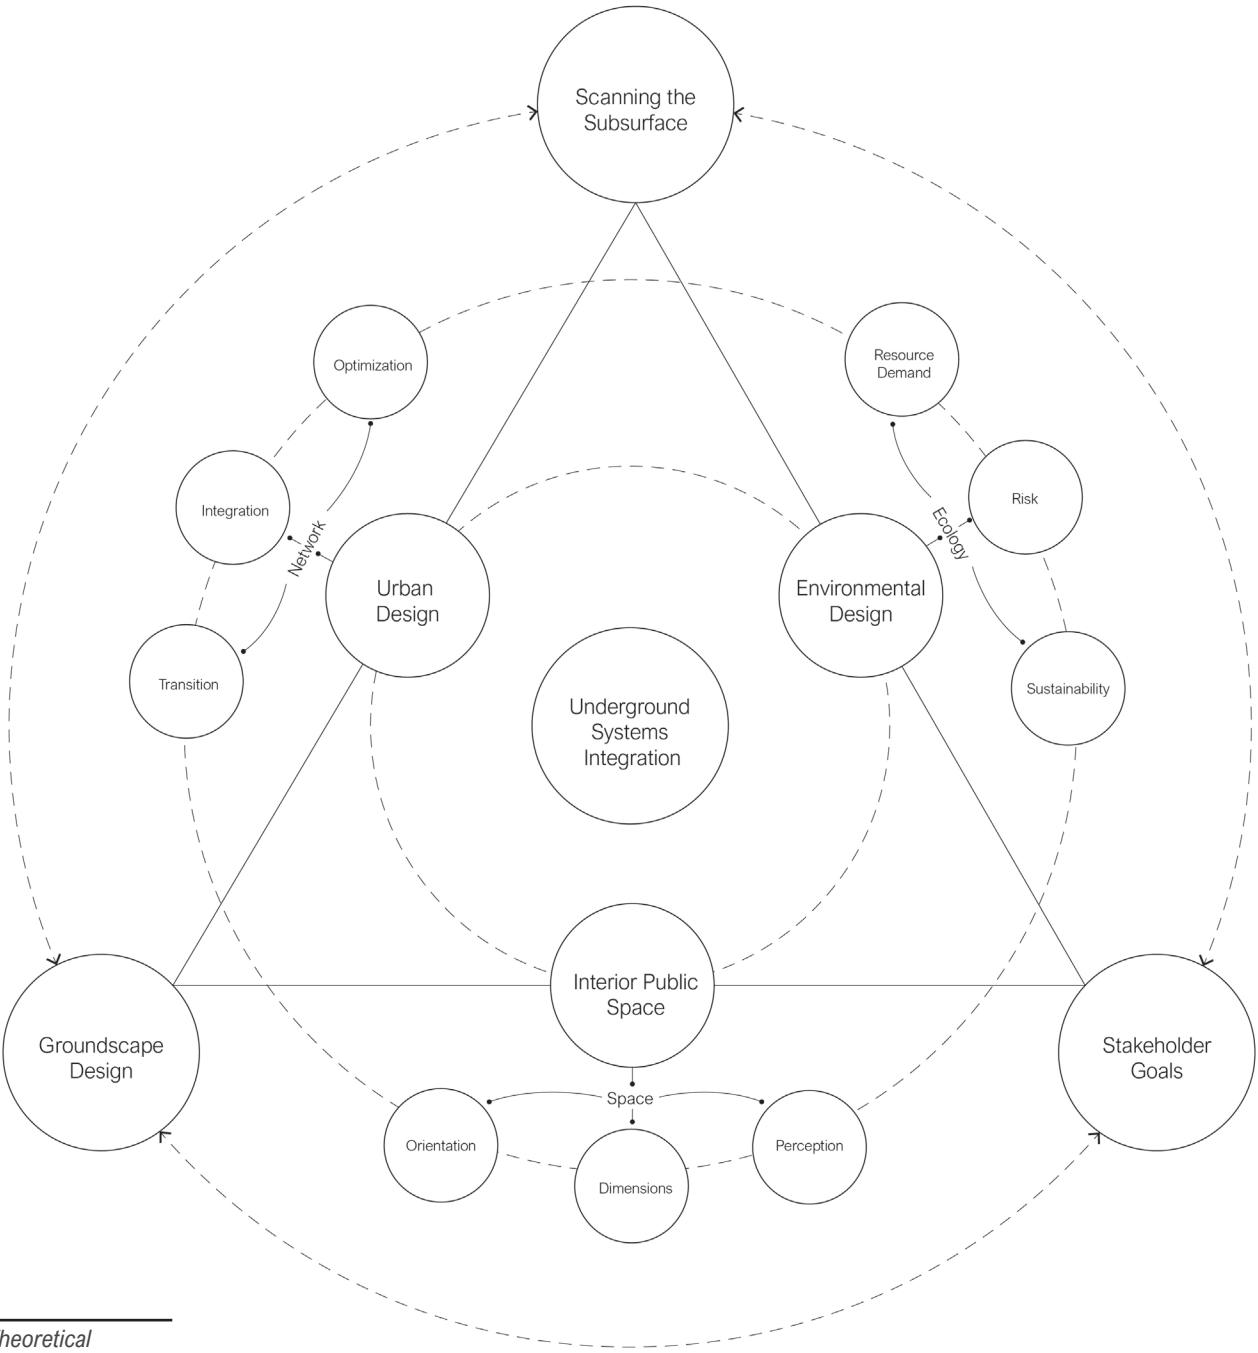 Scanning the
Subsurface
Optimization
Resource
Demand
Integration
Risk
Network
Ecology
Urban
Design
Environmental
Design
Transition
Sustainability
Underground
Systems
Integration
Interior Public
Space
Groundscape
Design
Stakeholder
Goals
Space
Orientation
Dimensions
Perception
heoretical